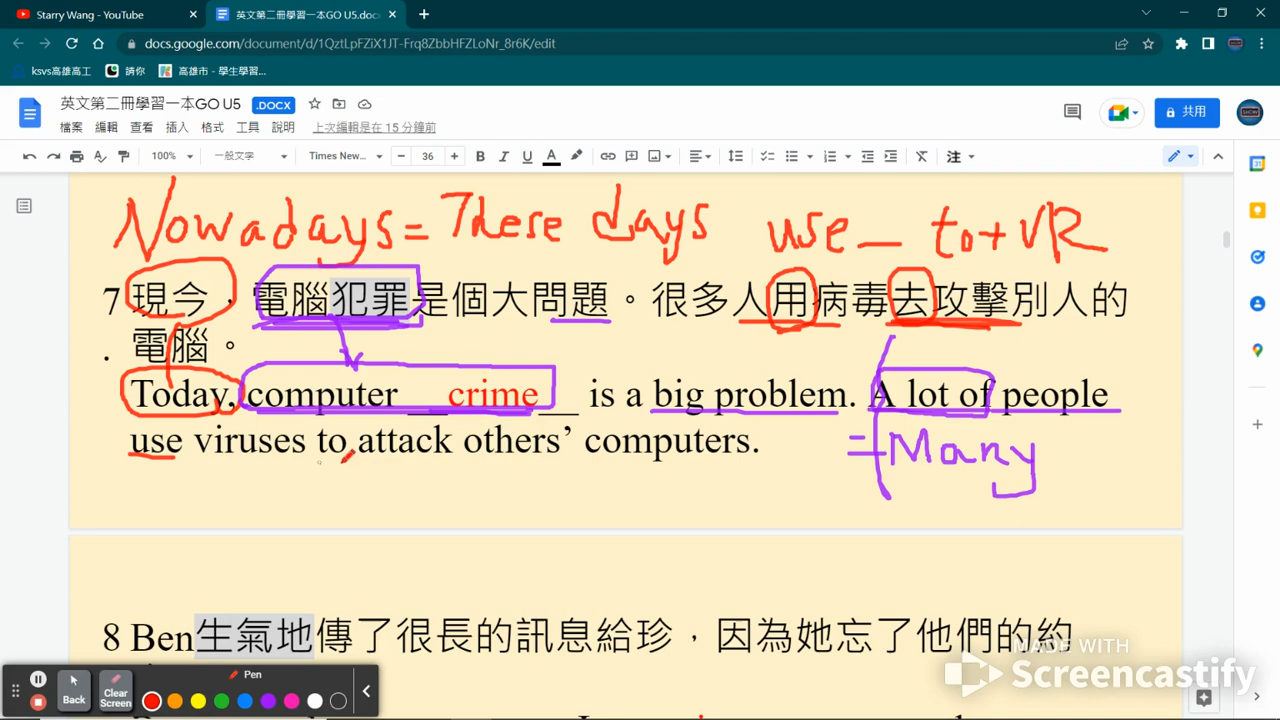 Starry Wang - YouTube
英文第二冊學習一本GO U5.docx
docs.google.com/document/d/1QztLpFZiX1JT-Frq8ZbbHFZLoNr_8r6K/edit
ksvs高雄高工
請你
高雄市 - 學生學習...
英文第二冊學習一本GO U5 .DOCX
檔案 編輯 查看 插入 格式 工具 說明 上次編輯是在 15 分鐘前
共用
100% 一般文字 Times New... 36 B I U A 注
Nowadays = These days use __ to + VR
7 現今，電腦犯罪是個大問題。很多人用病毒去攻擊別人的
. 電腦。
Today, computer __crime__ is a big problem. A lot of people
use viruses to attack others’ computers.
= Many
8 Ben生氣地傳了很長的訊息給珍，因為她忘了他們的約
MADE WITH
Screencastify
Pen
Back
Clear Screen